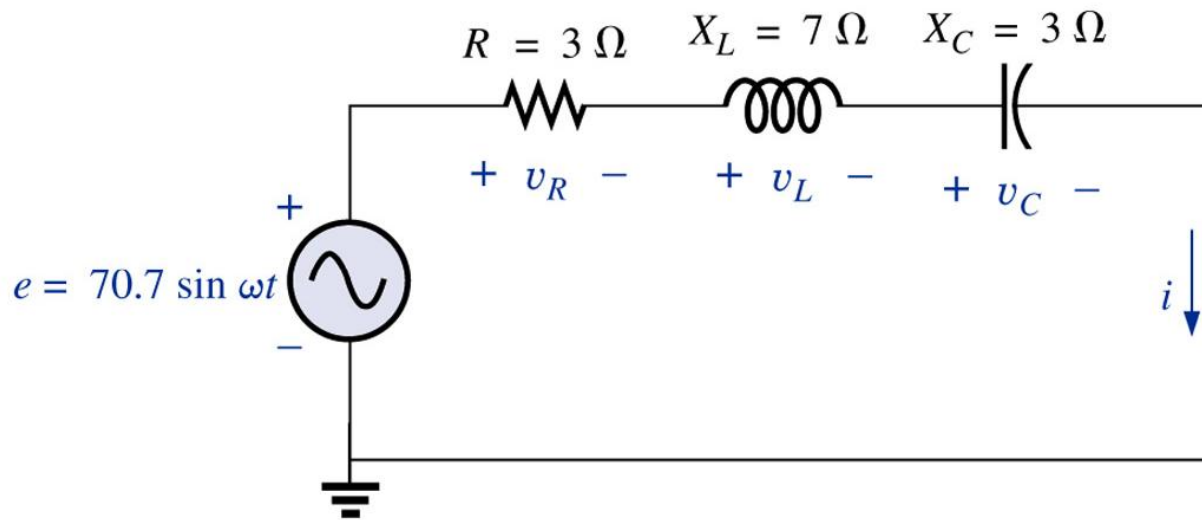 R = 3 Ω X_L = 7 Ω X_C = 3 Ω
+ v_R − + v_L − + v_C −
+
e = 70.7 sin ωt
i
−